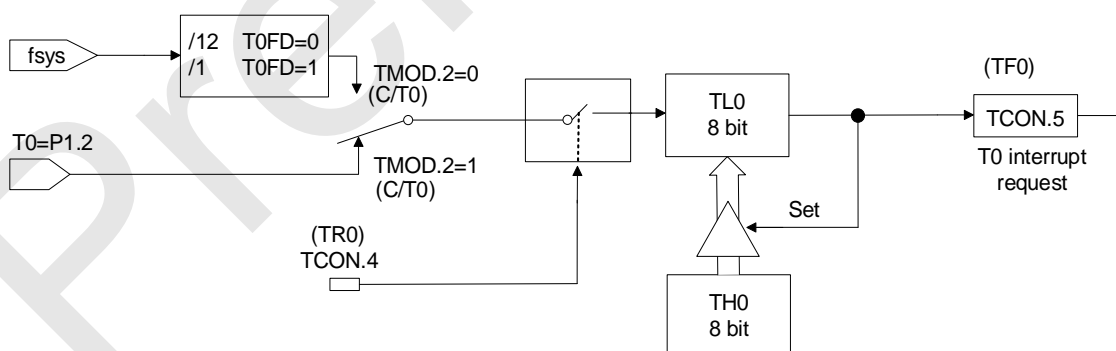 fsys
/12 T0FD=0
/1 T0FD=1
TMOD.2=0
(C/T0)
T0=P1.2
TMOD.2=1
(C/T0)
(TR0)
TCON.4
TL0
8 bit
Set
TH0
8 bit
(TF0)
TCON.5
T0 interrupt
request
Pre